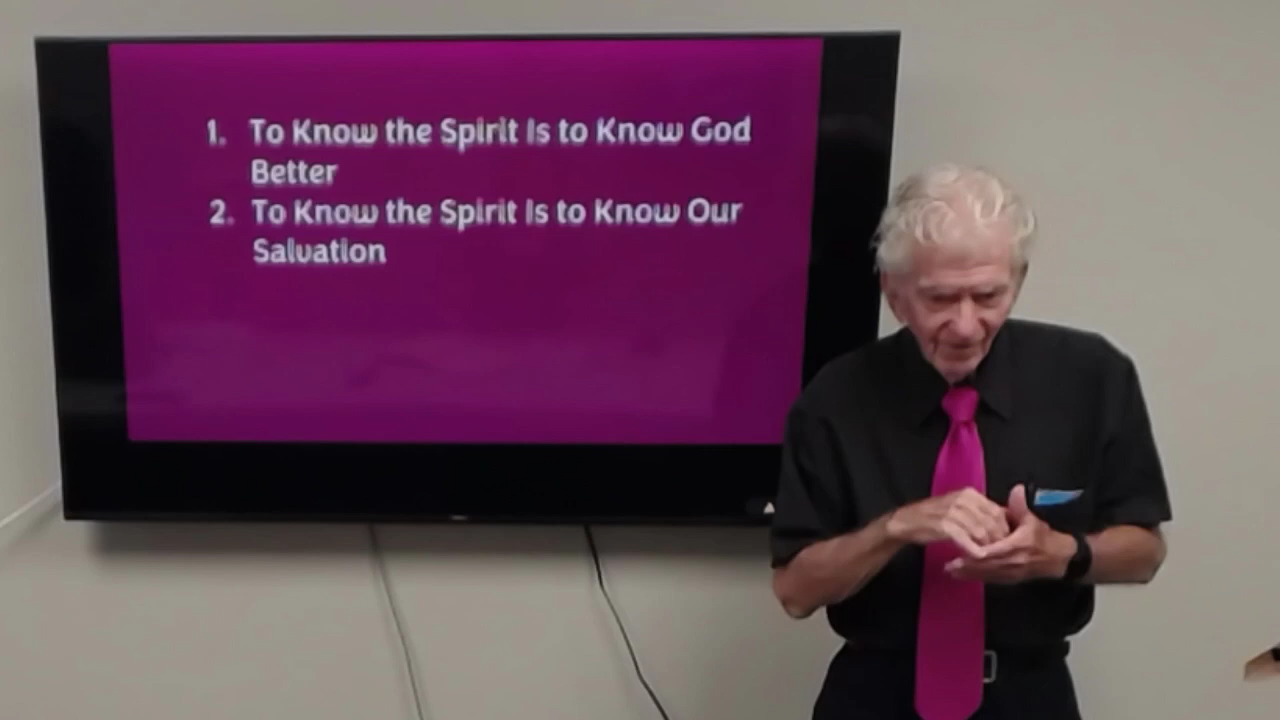 1. To Know the Spirit Is to Know God
Better
2. To Know the Spirit Is to Know Our
Salvation